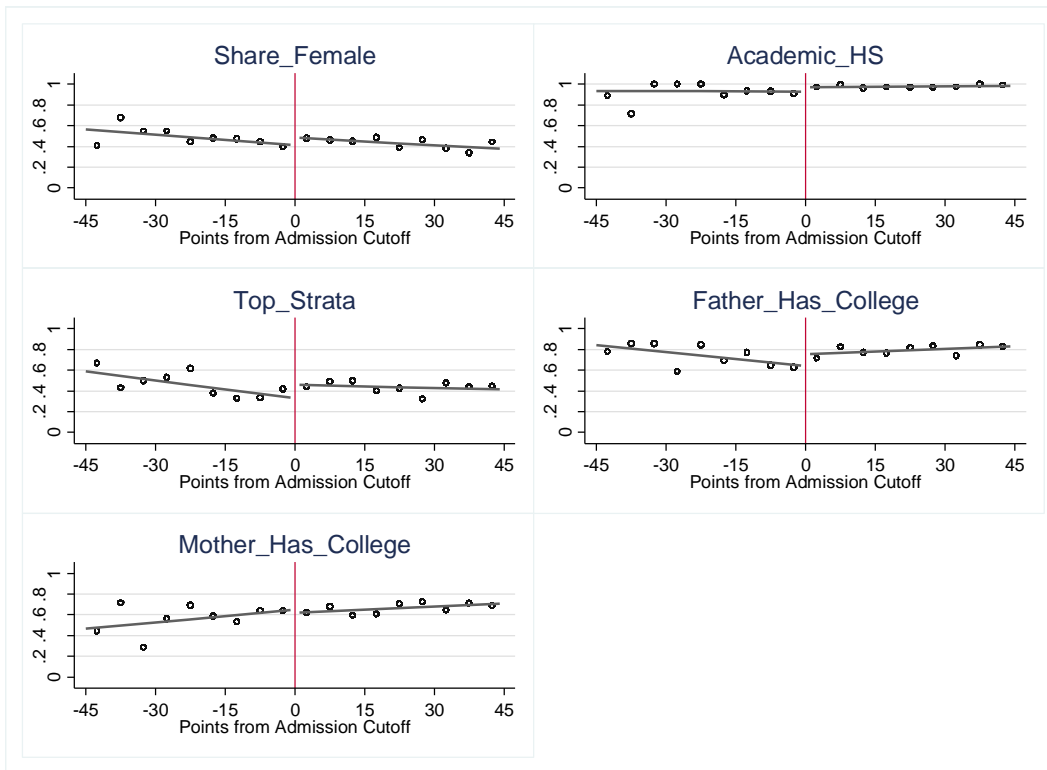 Share_Female
0 .2 .4 .6 .8 1
-45 -30 -15 0 15 30 45
Points from Admission Cutoff
Academic_HS
0 .2 .4 .6 .8 1
-45 -30 -15 0 15 30 45
Points from Admission Cutoff
Top_Strata
0 .2 .4 .6 .8 1
-45 -30 -15 0 15 30 45
Points from Admission Cutoff
Father_Has_College
0 .2 .4 .6 .8 1
-45 -30 -15 0 15 30 45
Points from Admission Cutoff
Mother_Has_College
0 .2 .4 .6 .8 1
-45 -30 -15 0 15 30 45
Points from Admission Cutoff